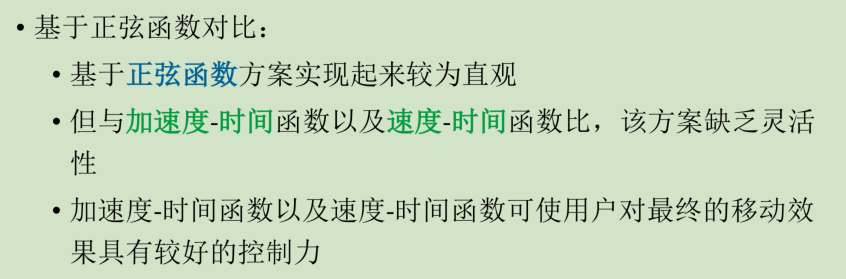 • 基于正弦函数对比：
• 基于正弦函数方案实现起来较为直观
• 但与加速度-时间函数以及速度-时间函数比，该方案缺乏灵活
性
• 加速度-时间函数以及速度-时间函数可使用户对最终的移动效
果具有较好的控制力